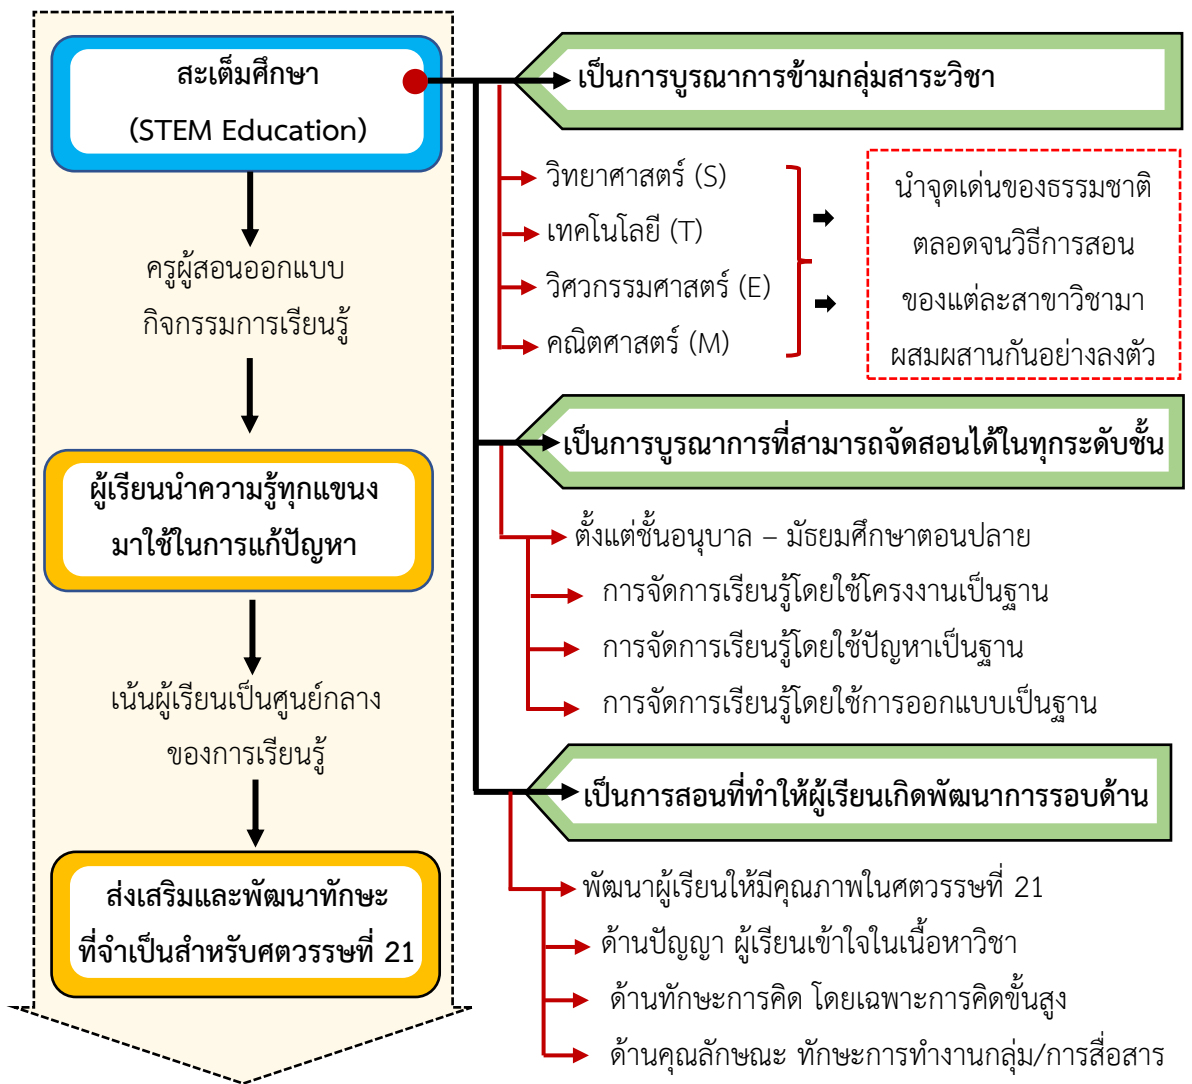 สะเต็มศึกษา
(STEM Education)
ครูผู้สอนออกแบบ
กิจกรรมการเรียนรู้
ผู้เรียนนำความรู้ทุกแขนง
มาใช้ในการแก้ปัญหา
เน้นผู้เรียนเป็นศูนย์กลาง
ของการเรียนรู้
ส่งเสริมและพัฒนาทักษะ
ที่จำเป็นสำหรับศตวรรษที่ 21
เป็นการบูรณาการข้ามกลุ่มสาระวิชา
วิทยาศาสตร์ (S)
เทคโนโลยี (T)
วิศวกรรมศาสตร์ (E)
คณิตศาสตร์ (M)
นำจุดเด่นของธรรมชาติ
ตลอดจนวิธีการสอน
ของแต่ละสาขาวิชามา
ผสมผสานกันอย่างลงตัว
เป็นการบูรณาการที่สามารถจัดสอนได้ในทุกระดับชั้น
ตั้งแต่ชั้นอนุบาล – มัธยมศึกษาตอนปลาย
การจัดการเรียนรู้โดยใช้โครงงานเป็นฐาน
การจัดการเรียนรู้โดยใช้ปัญหาเป็นฐาน
การจัดการเรียนรู้โดยใช้การออกแบบเป็นฐาน
เป็นการสอนที่ทำให้ผู้เรียนเกิดพัฒนาการรอบด้าน
พัฒนาผู้เรียนให้มีคุณภาพในศตวรรษที่ 21
ด้านปัญญา ผู้เรียนเข้าใจในเนื้อหาวิชา
ด้านทักษะการคิด โดยเฉพาะการคิดขั้นสูง
ด้านคุณลักษณะ ทักษะการทำงานกลุ่ม/การสื่อสาร